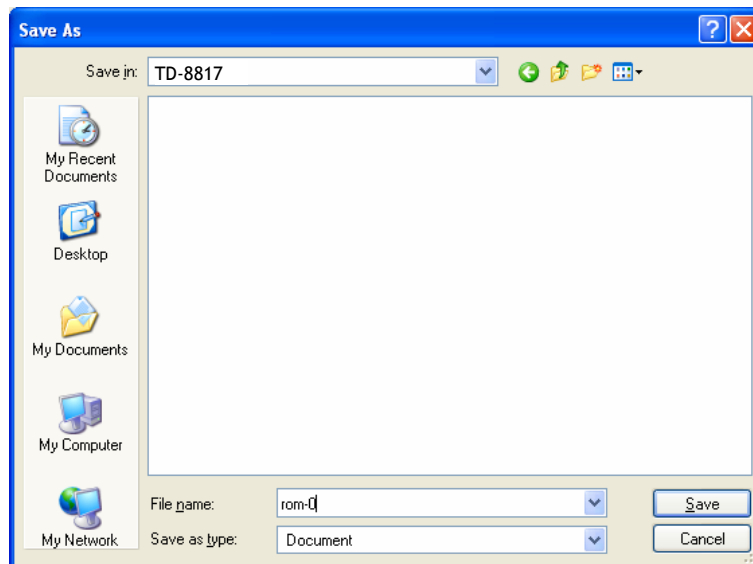 Save As
Save in:
TD-8817
My Recent
Documents
Desktop
My Documents
My Computer
My Network
File name:
rom-0
Save
Save as type:
Document
Cancel